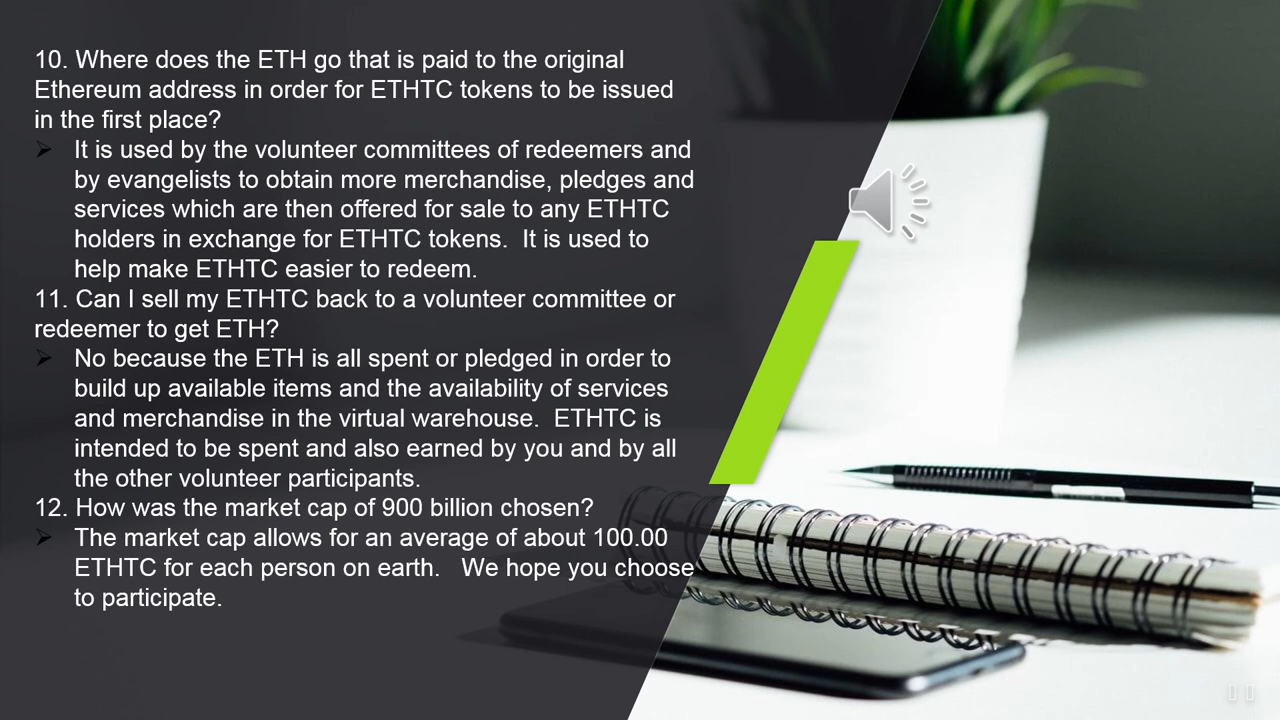 10. Where does the ETH go that is paid to the original
Ethereum address in order for ETHTC tokens to be issued
in the first place?
It is used by the volunteer committees of redeemers and
by evangelists to obtain more merchandise, pledges and
services which are then offered for sale to any ETHTC
holders in exchange for ETHTC tokens.  It is used to
help make ETHTC easier to redeem.
11. Can I sell my ETHTC back to a volunteer committee or
redeemer to get ETH?
No because the ETH is all spent or pledged in order to
build up available items and the availability of services
and merchandise in the virtual warehouse.  ETHTC is
intended to be spent and also earned by you and by all
the other volunteer participants.
12. How was the market cap of 900 billion chosen?
The market cap allows for an average of about 100.00
ETHTC for each person on earth.   We hope you choose
to participate.